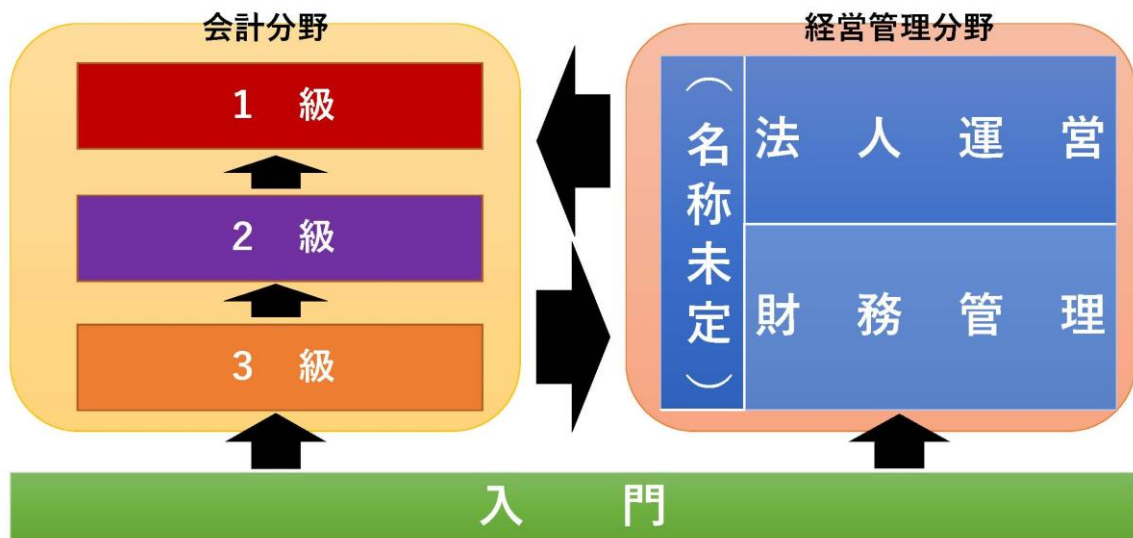 会計分野
1 級
2 級
3 級
経営管理分野
（名称未定）
法 人 運 営
財 務 管 理
入 門